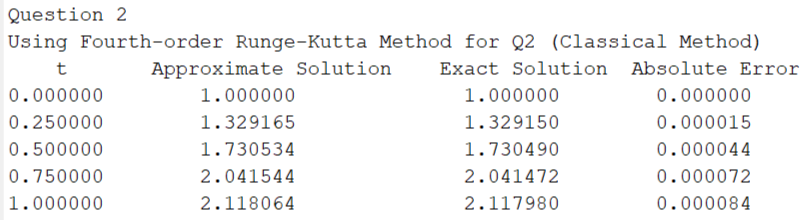 Question 2
Using Fourth-order Runge-Kutta Method for Q2 (Classical Method)
t Approximate Solution Exact Solution Absolute Error
0.000000 1.000000 1.000000 0.000000
0.250000 1.329165 1.329150 0.000015
0.500000 1.730534 1.730490 0.000044
0.750000 2.041544 2.041472 0.000072
1.000000 2.118064 2.117980 0.000084